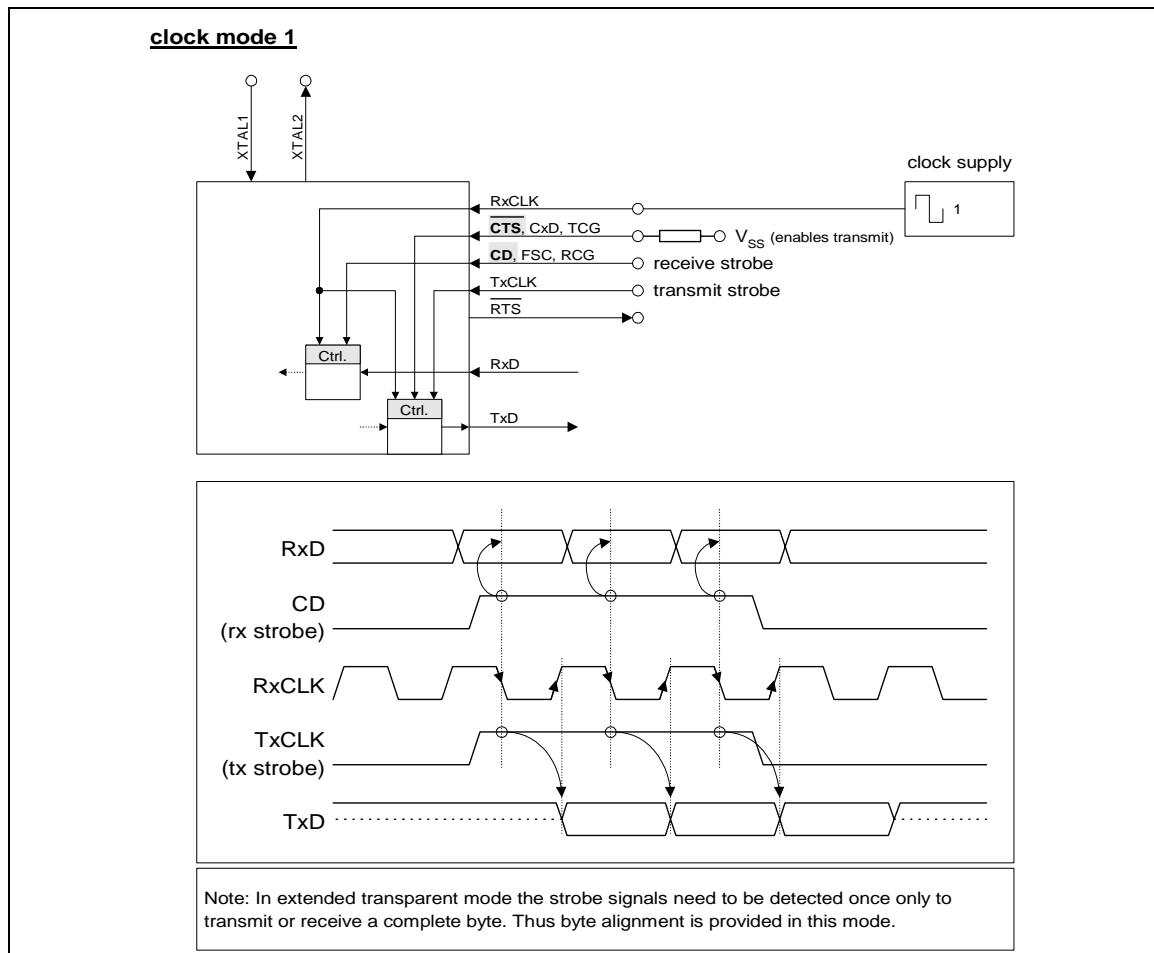 clock mode 1
XTAL1
XTAL2
clock supply
1
RxCLK
CTS, CxD, TCG
VSS (enables transmit)
CD, FSC, RCG
receive strobe
TxCLK
transmit strobe
RTS
Ctrl.
RxD
Ctrl.
TxD
RxD
CD
(rx strobe)
RxCLK
TxCLK
(tx strobe)
TxD
Note: In extended transparent mode the strobe signals need to be detected once only to
transmit or receive a complete byte. Thus byte alignment is provided in this mode.